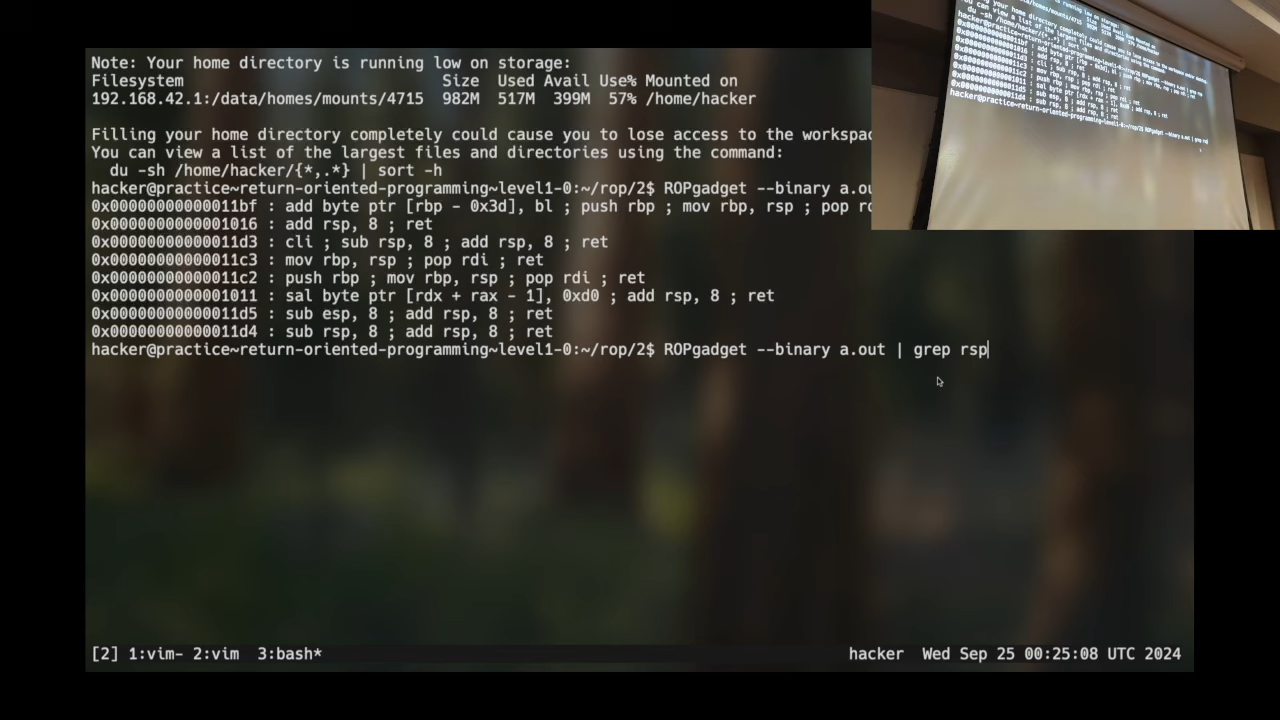 Note: Your home directory is running low on storage:
Filesystem                             Size  Used Avail Use% Mounted on
192.168.42.1:/data/homes/mounts/4715  982M  517M  399M  57% /home/hacker
Filling your home directory completely could cause you to lose access to the workspac
You can view a list of the largest files and directories using the command:
  du -sh /home/hacker/{*,.*} | sort -h
hacker@practice~return-oriented-programming~level1-0:~/rop/2$ ROPgadget --binary a.ou
0x00000000000011bf : add byte ptr [rbp - 0x3d], bl ; push rbp ; mov rbp, rsp ; pop rd
0x0000000000001016 : add rsp, 8 ; ret
0x00000000000011d3 : cli ; sub rsp, 8 ; add rsp, 8 ; ret
0x00000000000011c3 : mov rbp, rsp ; pop rdi ; ret
0x00000000000011c2 : push rbp ; mov rbp, rsp ; pop rdi ; ret
0x0000000000001011 : sal byte ptr [rdx + rax - 1], 0xd0 ; add rsp, 8 ; ret
0x00000000000011d5 : sub esp, 8 ; add rsp, 8 ; ret
0x00000000000011d4 : sub rsp, 8 ; add rsp, 8 ; ret
hacker@practice~return-oriented-programming~level1-0:~/rop/2$ ROPgadget --binary a.out | grep rsp
[2] 1:vim- 2:vim  3:bash*
hacker  Wed Sep 25 00:25:08 UTC 2024